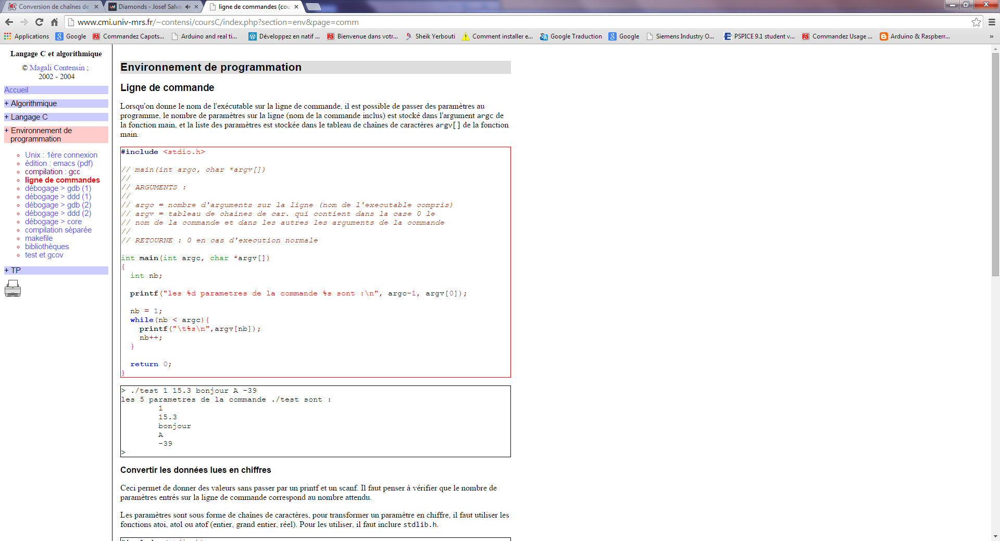 Conversion de chaînes de
Diamonds - Josef Salva
ligne de commandes (cou
www.cmi.univ-mrs.fr/~contensi/coursC/index.php?section=env&page=comm
Applications Google Commandez Capots... Arduino and real ti... Développez en natif ... Bienvenue dans votr... Sheik Yerbouti Comment installer e... Google Traduction Google Siemens Industry O... PSPICE 9.1 student v... Commandez Usage ... Arduino & Raspberr... »
Langage C et algorithmique
© Magali Contensin ;
2002 - 2004
Accueil
+ Algorithmique
+ Langage C
+ Environnement de
programmation
Unix : 1ère connexion
édition : emacs (pdf)
compilation : gcc
ligne de commandes
débogage > gdb (1)
débogage > ddd (1)
débogage > gdb (2)
débogage > ddd (2)
débogage > core
compilation séparée
makefile
bibliothèques
test et gcov
+ TP
Environnement de programmation
Ligne de commande
Lorsqu'on donne le nom de l'exécutable sur la ligne de commande, il est possible de passer des paramètres au
programme, le nombre de paramètres sur la ligne (nom de la commande inclus) est stocké dans l'argument argc de
la fonction main, et la liste des paramètres est stockée dans le tableau de chaînes de caractères argv[] de la fonction
main.
#include <stdio.h>
// main(int argc, char *argv[])
//
// ARGUMENTS :
//
// argc = nombre d'arguments sur la ligne (nom de l'executable compris)
// argv = tableau de chaines de car. qui contient dans la case 0 le
// nom de la commande et dans les autres les arguments de la commande
//
// RETOURNE : 0 en cas d'execution normale
int main(int argc, char *argv[])
{
int nb;
printf("les %d parametres de la commande %s sont :\n", argc-1, argv[0]);
nb = 1;
while(nb < argc){
printf("\t%s\n",argv[nb]);
nb++;
}
return 0;
}
> ./test 1 15.3 bonjour A -39
les 5 parametres de la commande ./test sont :
1
15.3
bonjour
A
-39
>
Convertir les données lues en chiffres
Ceci permet de donner des valeurs sans passer par un printf et un scanf. Il faut penser à vérifier que le nombre de
paramètres entrés sur la ligne de commande correspond au nombre attendu.
Les paramètres sont sous forme de chaînes de caractères, pour transformer un paramètre en chiffre, il faut utiliser les
fonctions atoi, atol ou atof (entier, grand entier, réel). Pour les utiliser, il faut inclure stdlib.h.